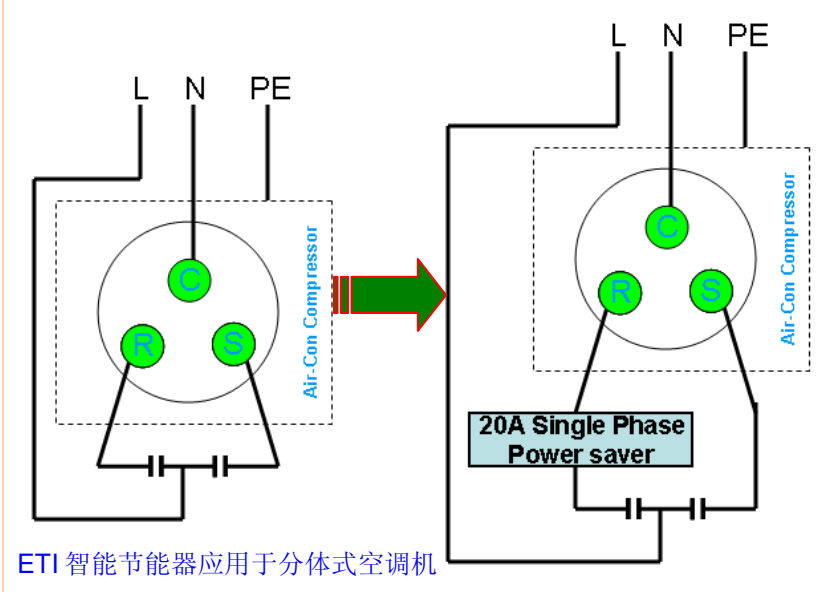 L N PE
C
R S
Air-Con Compressor
L N PE
C
R S
Air-Con Compressor
20A Single Phase
Power saver
ETI 智能节能器应用于分体式空调机